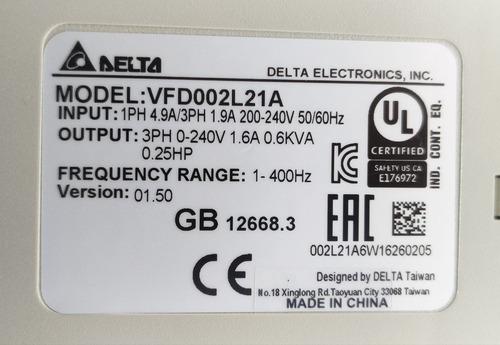 DELTA
DELTA ELECTRONICS, INC.
MODEL:VFD002L21A
INPUT: 1PH 4.9A/3PH 1.9A 200-240V 50/60Hz
OUTPUT: 3PH 0-240V 1.6A 0.6KVA
0.25HP
FREQUENCY RANGE: 1- 400Hz
Version: 01.50
GB 12668.3
UL
CERTIFIED
SAFETY US CA
E176972
IND. CONT. EQ.
EAC
002L21A6W16260205
CE
Designed by DELTA Taiwan
No.18 Xinglong Rd.Taoyuan City 33068 Taiwan
MADE IN CHINA